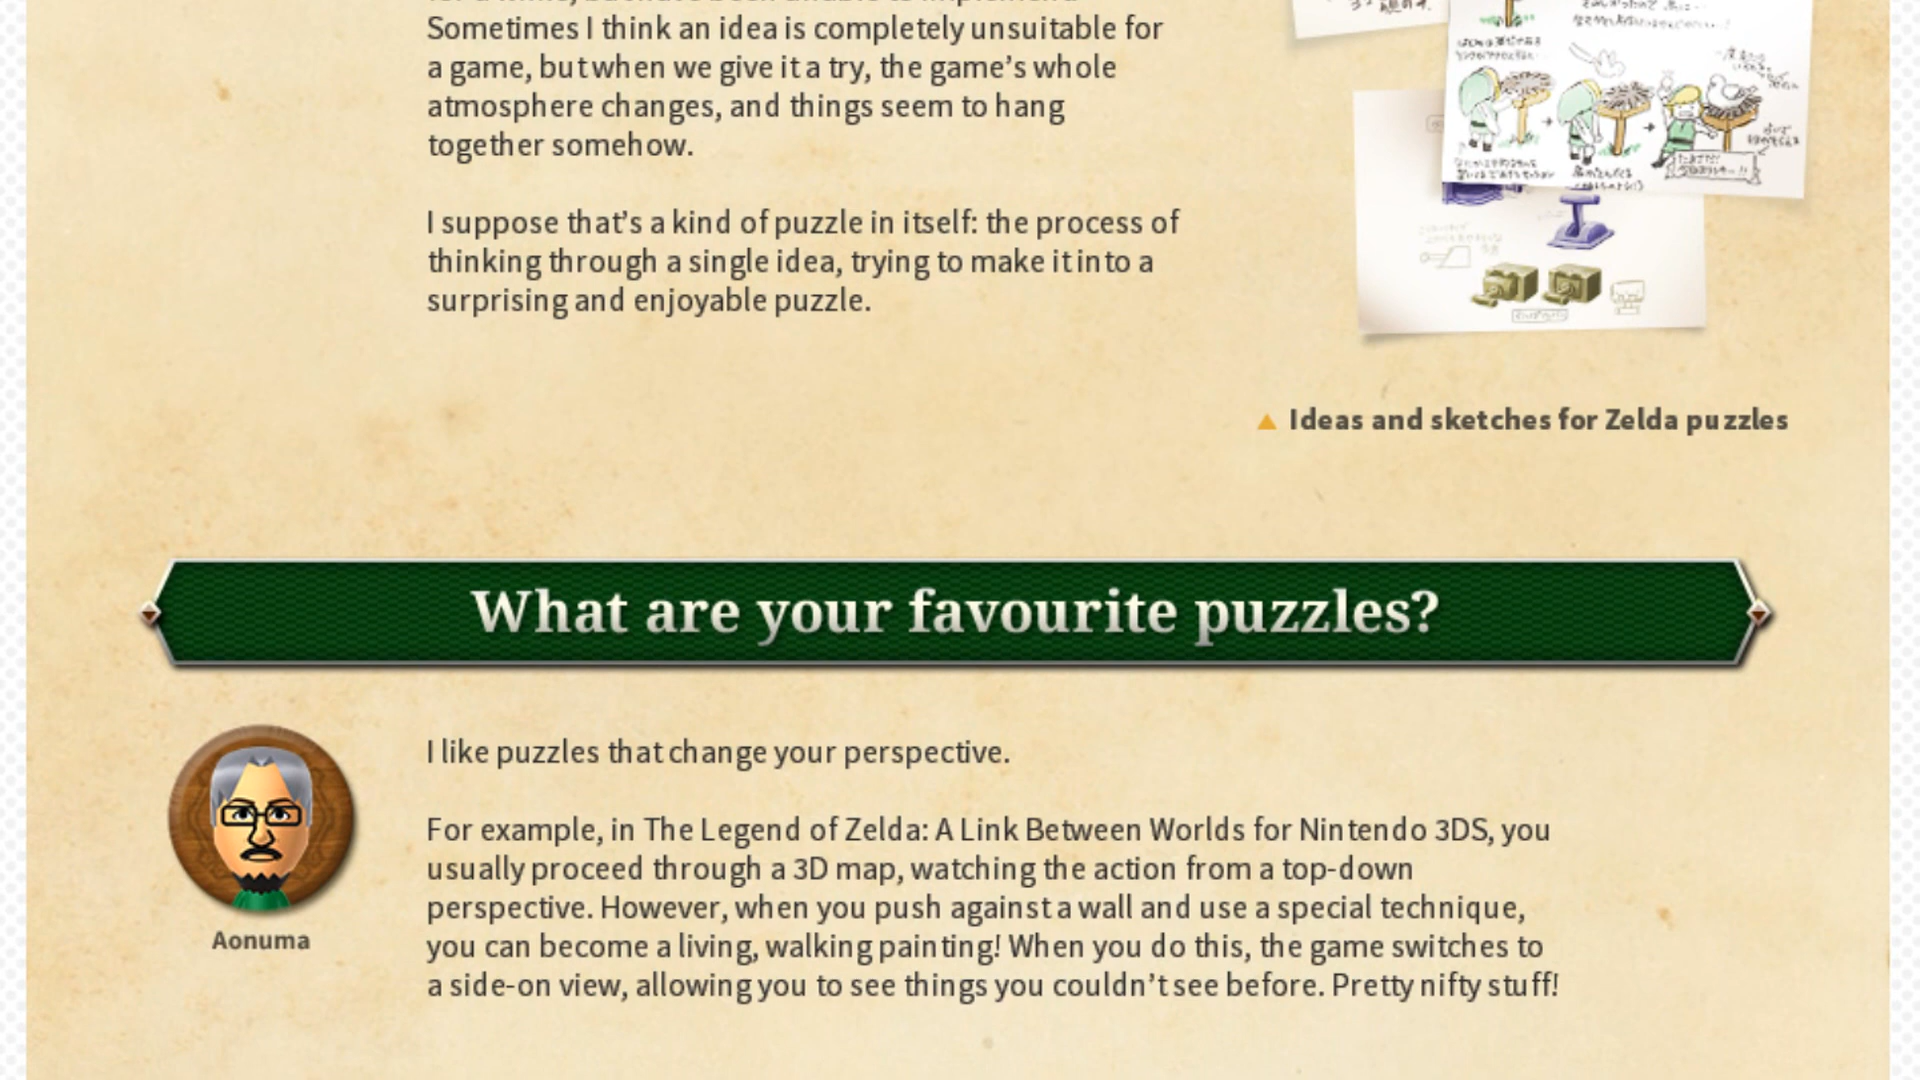 Sometimes I think an idea is completely unsuitable for
a game, but when we give it a try, the game's whole
atmosphere changes, and things seem to hang
together somehow.
I suppose that's a kind of puzzle in itself: the process of
thinking through a single idea, trying to make it into a
surprising and enjoyable puzzle.
Ideas and sketches for Zelda puzzles
What are your favourite puzzles?
I like puzzles that change your perspective.
For example, in The Legend of Zelda: A Link Between Worlds for Nintendo 3DS, you
usually proceed through a 3D map, watching the action from a top-down
perspective. However, when you push against a wall and use a special technique,
you can become a living, walking painting! When you do this, the game switches to
a side-on view, allowing you to see things you couldn't see before. Pretty nifty stuff!
Aonuma